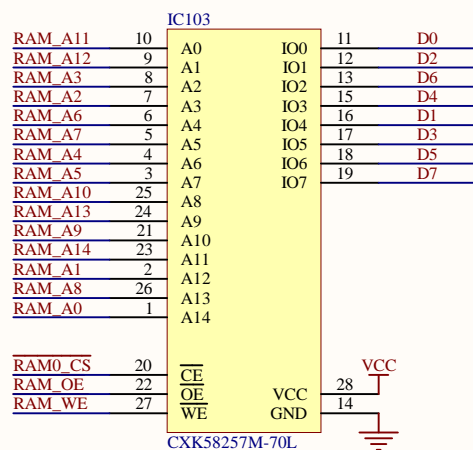 IC103
RAM_A11 10 A0 IO0 11 D0
RAM_A12 9 A1 IO1 12 D2
RAM_A3 8 A2 IO2 13 D6
RAM_A2 7 A3 IO3 15 D4
RAM_A6 6 A4 IO4 16 D1
RAM_A7 5 A5 IO5 17 D3
RAM_A4 4 A6 IO6 18 D5
RAM_A5 3 A7 IO7 19 D7
RAM_A10 25 A8
RAM_A13 24 A9
RAM_A9 21 A10
RAM_A14 23 A11
RAM_A1 2 A12
RAM_A8 26 A13
RAM_A0 1 A14
RAM0_CS 20 CE VCC
RAM_OE 22 OE VCC 28
RAM_WE 27 WE GND 14
CXK58257M-70L